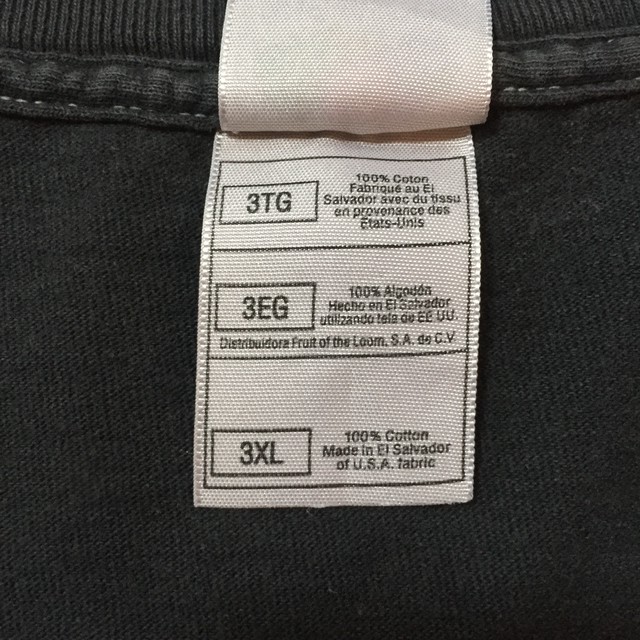 3TG
100% Coton
Fabriqué au El
Salvador avec du tissu
en provenance des
États-Unis
3EG
100% Algodón
Hecho en El Salvador
utilizando tela de EE UU.
Distribuidora Fruit of the Loom, S.A. de C.V
3XL
100% Cotton
Made in El Salvador
of U.S.A. fabric